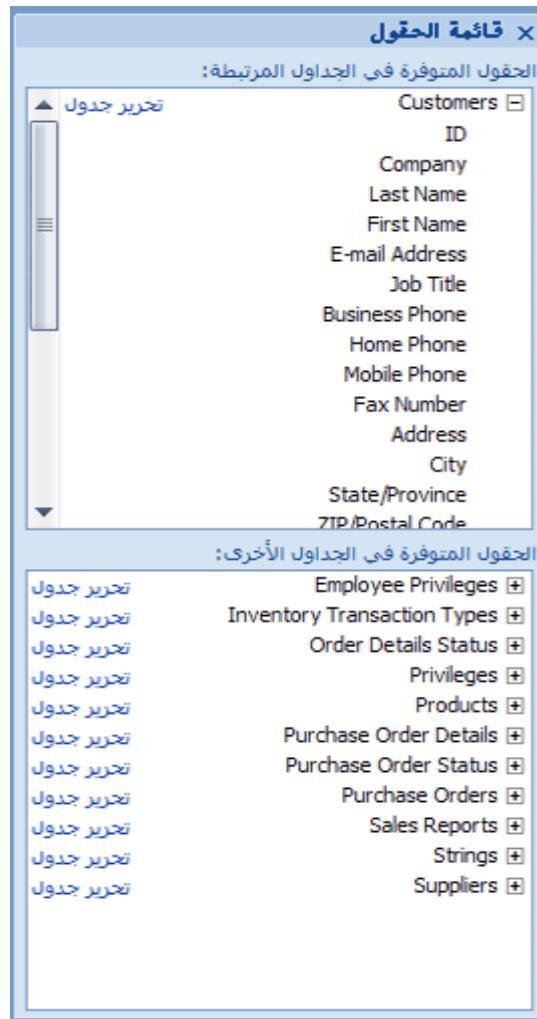 قائمة الحقول ×
الحقول المتوفرة في الجداول المرتبطة:
Customers تحرير جدول
ID
Company
Last Name
First Name
E-mail Address
Job Title
Business Phone
Home Phone
Mobile Phone
Fax Number
Address
City
State/Province
ZIP/Postal Code
الحقول المتوفرة في الجداول الأخرى:
Employee Privileges تحرير جدول
Inventory Transaction Types تحرير جدول
Order Details Status تحرير جدول
Privileges تحرير جدول
Products تحرير جدول
Purchase Order Details تحرير جدول
Purchase Order Status تحرير جدول
Purchase Orders تحرير جدول
Sales Reports تحرير جدول
Strings تحرير جدول
Suppliers تحرير جدول